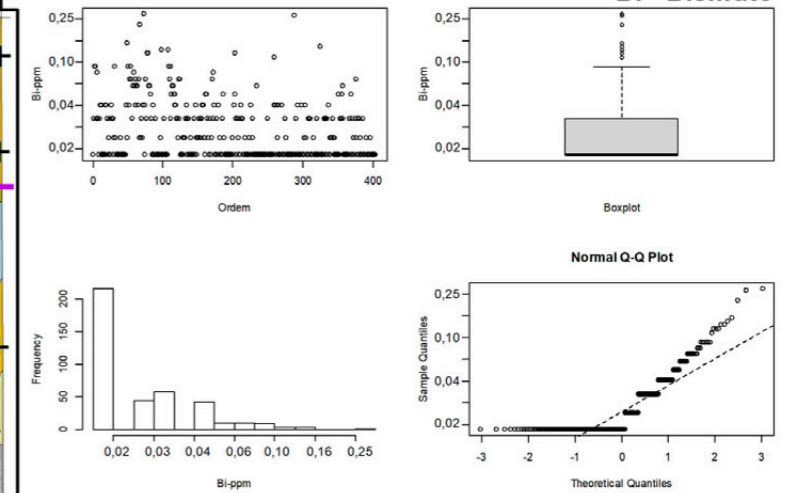 0,25
0,10
0,04
0,02
Bi-ppm
0 100 200 300 400
Ordem
0,25
0,10
0,04
0,02
Bi-ppm
Boxplot
200
150
100
50
0
Frequency
0,02 0,03 0,04 0,06 0,10 0,16 0,25
Bi-ppm
Normal Q-Q Plot
0,25
0,10
0,04
0,02
Sample Quantiles
-3 -2 -1 0 1 2 3
Theoretical Quantiles